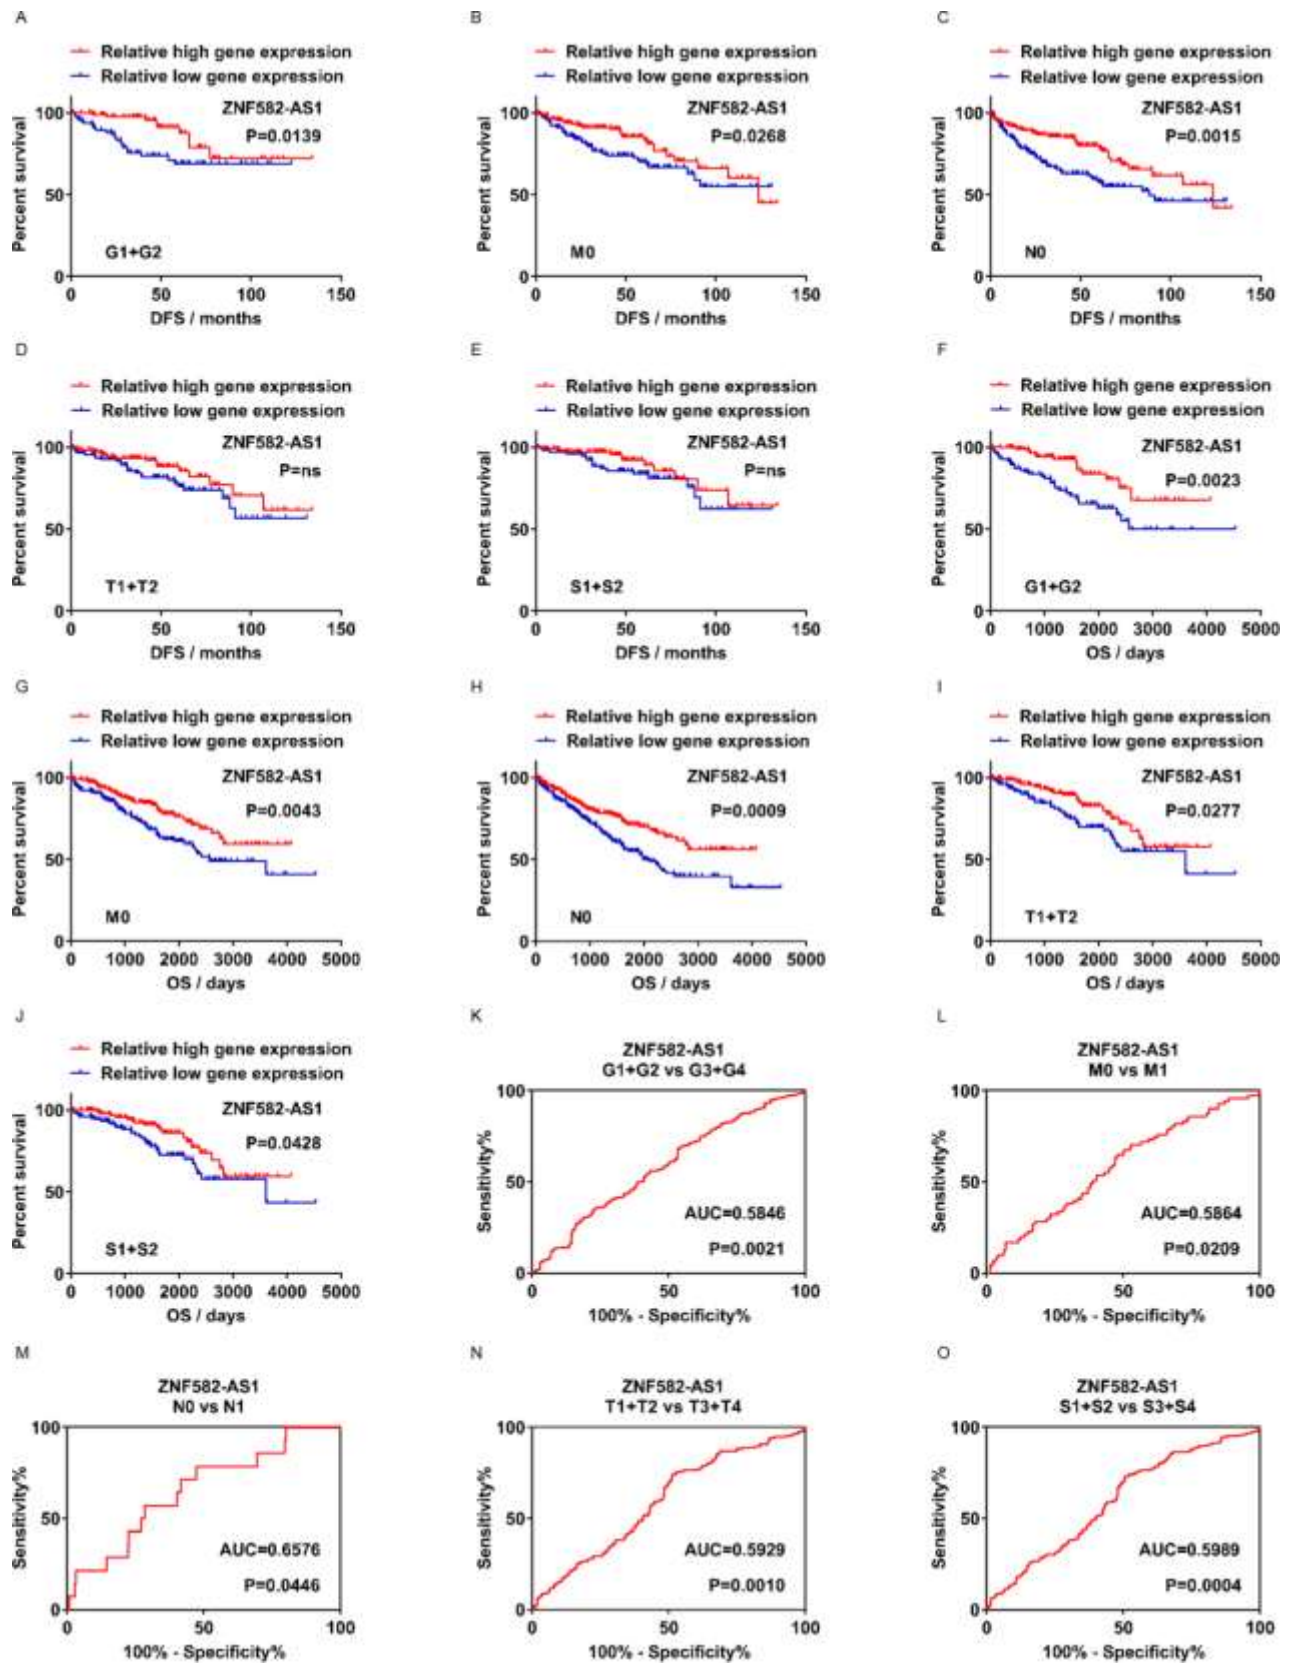 A
Relative high gene expression
Relative low gene expression
ZNF582-AS1
P=0.0139
G1+G2
Percent survival
100
50
0
0 50 100 150
DFS / months
B
Relative high gene expression
Relative low gene expression
ZNF582-AS1
P=0.0268
M0
Percent survival
100
50
0
0 50 100 150
DFS / months
C
Relative high gene expression
Relative low gene expression
ZNF582-AS1
P=0.0015
N0
Percent survival
100
50
0
0 50 100 150
DFS / months
D
Relative high gene expression
Relative low gene expression
ZNF582-AS1
P=ns
T1+T2
Percent survival
100
50
0
0 50 100 150
DFS / months
E
Relative high gene expression
Relative low gene expression
ZNF582-AS1
P=ns
S1+S2
Percent survival
100
50
0
0 50 100 150
DFS / months
F
Relative high gene expression
Relative low gene expression
ZNF582-AS1
P=0.0023
G1+G2
Percent survival
100
50
0
0 1000 2000 3000 4000 5000
OS / days
G
Relative high gene expression
Relative low gene expression
ZNF582-AS1
P=0.0043
M0
Percent survival
100
50
0
0 1000 2000 3000 4000 5000
OS / days
H
Relative high gene expression
Relative low gene expression
ZNF582-AS1
P=0.0009
N0
Percent survival
100
50
0
0 1000 2000 3000 4000 5000
OS / days
I
Relative high gene expression
Relative low gene expression
ZNF582-AS1
P=0.0277
T1+T2
Percent survival
100
50
0
0 1000 2000 3000 4000 5000
OS / days
J
Relative high gene expression
Relative low gene expression
ZNF582-AS1
P=0.0428
S1+S2
Percent survival
100
50
0
0 1000 2000 3000 4000 5000
OS / days
K
ZNF582-AS1
G1+G2 vs G3+G4
AUC=0.5846
P=0.0021
Sensitivity%
100
50
0
0 50 100
100% - Specificity%
L
ZNF582-AS1
M0 vs M1
AUC=0.5864
P=0.0209
Sensitivity%
100
50
0
0 50 100
100% - Specificity%
M
ZNF582-AS1
N0 vs N1
AUC=0.6576
P=0.0446
Sensitivity%
100
50
0
0 50 100
100% - Specificity%
N
ZNF582-AS1
T1+T2 vs T3+T4
AUC=0.5929
P=0.0010
Sensitivity%
100
50
0
0 50 100
100% - Specificity%
O
ZNF582-AS1
S1+S2 vs S3+S4
AUC=0.5989
P=0.0004
Sensitivity%
100
50
0
0 50 100
100% - Specificity%